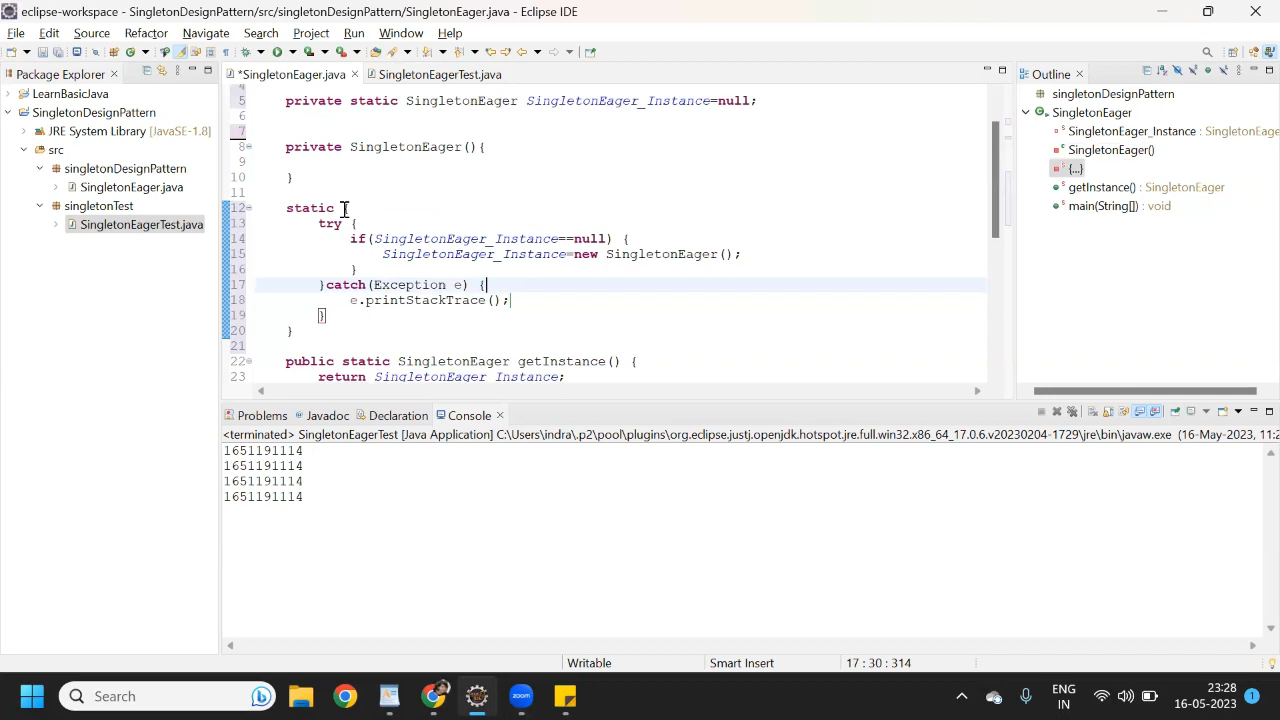 eclipse-workspace - SingletonDesignPattern/src/singletonDesignPattern/SingletonEager.java - Eclipse IDE
File Edit Source Refactor Navigate Search Project Run Window Help
Package Explorer
LearnBasicJava
SingletonDesignPattern
JRE System Library [JavaSE-1.8]
src
singletonDesignPattern
SingletonEager.java
singletonTest
SingletonEagerTest.java
*SingletonEager.java SingletonEagerTest.java
4
5 private static SingletonEager SingletonEager_Instance=null;
6
7
8 private SingletonEager(){
9
10 }
11
12 static {
13 try {
14 if(SingletonEager_Instance==null) {
15 SingletonEager_Instance=new SingletonEager();
16 }
17 }catch(Exception e) {
18 e.printStackTrace();
19 }
20 }
21
22 public static SingletonEager getInstance() {
23 return SingletonEager_Instance;
Outline
singletonDesignPattern
SingletonEager
SingletonEager_Instance : SingletonEage
SingletonEager()
{...}
getInstance() : SingletonEager
main(String[]) : void
Problems Javadoc Declaration Console
<terminated> SingletonEagerTest [Java Application] C:\Users\indra\.p2\pool\plugins\org.eclipse.justj.openjdk.hotspot.jre.full.win32.x86_64_17.0.6.v20230204-1729\jre\bin\javaw.exe (16-May-2023, 11:2
1651191114
1651191114
1651191114
1651191114
Writable Smart Insert 17 : 30 : 314
Search
zoom
ENG
IN
23:28
16-05-2023
1